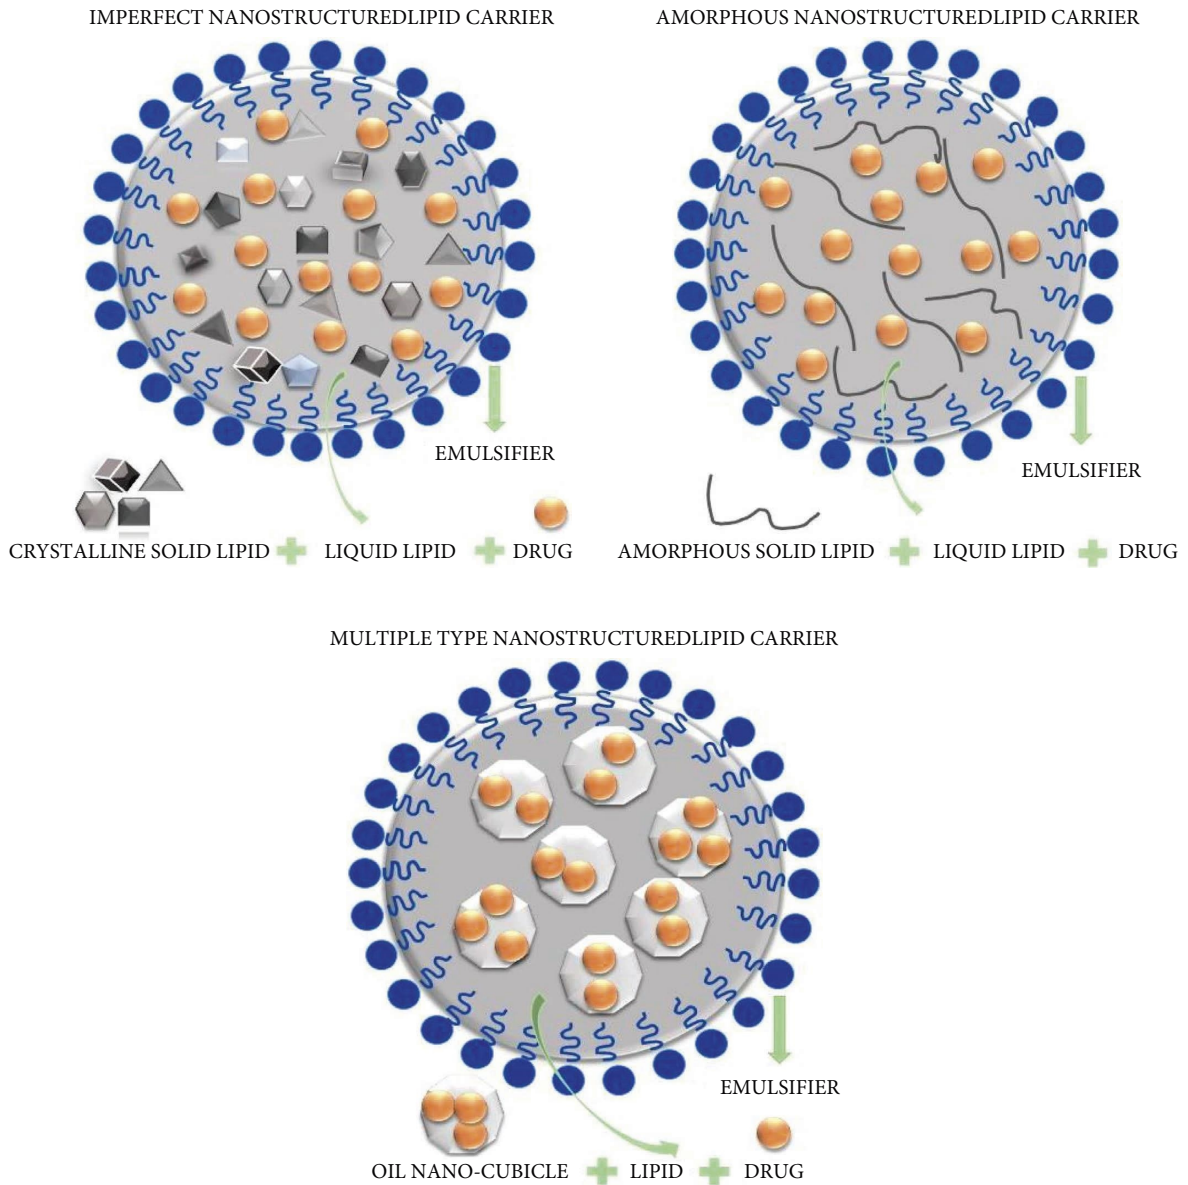 IMPERFECT NANOSTRUCTUREDLIPID CARRIER
AMORPHOUS NANOSTRUCTUREDLIPID CARRIER
EMULSIFIER
EMULSIFIER
CRYSTALLINE SOLID LIPID + LIQUID LIPID + DRUG
AMORPHOUS SOLID LIPID + LIQUID LIPID + DRUG
MULTIPLE TYPE NANOSTRUCTUREDLIPID CARRIER
EMULSIFIER
OIL NANO-CUBICLE + LIPID + DRUG